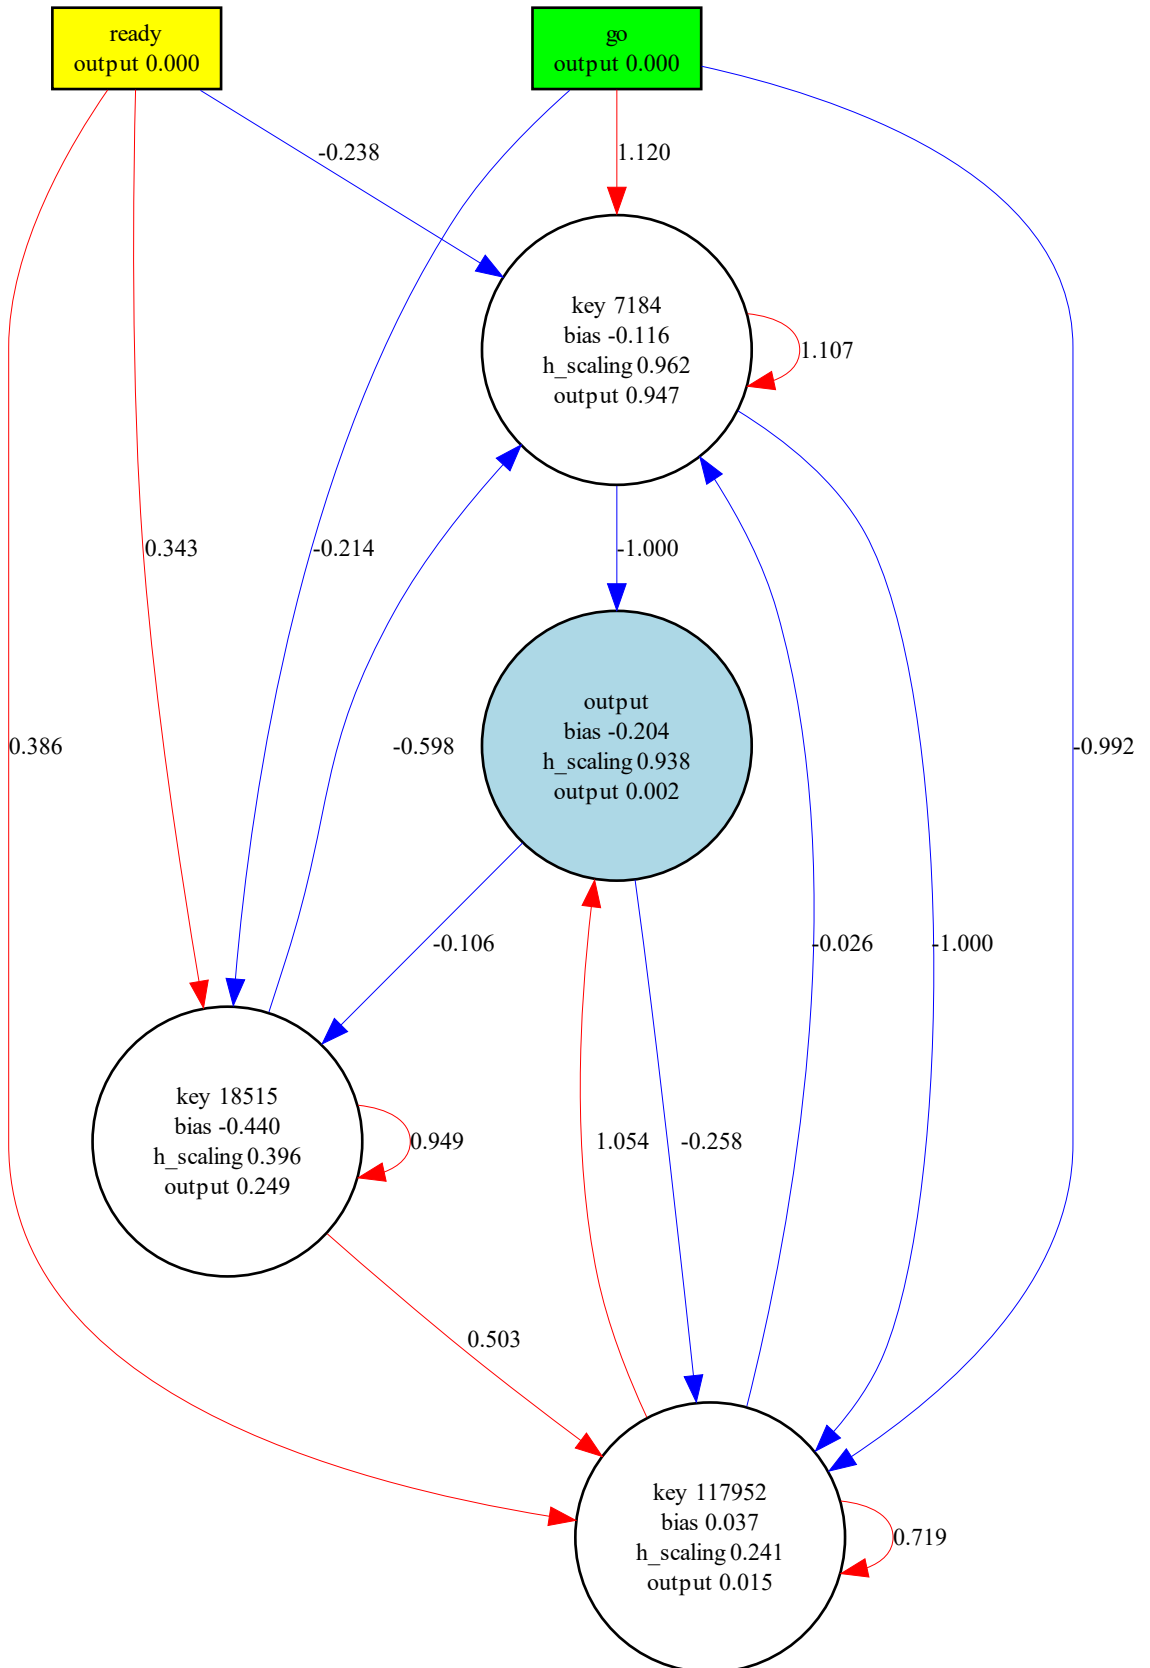 ready
output 0.000
go
output 0.000
-0.238
1.120
key 7184
bias -0.116
h_scaling 0.962
output 0.947
1.107
0.343
-0.214
-1.000
output
bias -0.204
h_scaling 0.938
output 0.002
0.386
-0.598
-0.992
-0.106
-0.026
-1.000
key 18515
bias -0.440
h_scaling 0.396
output 0.249
0.949
1.054
-0.258
0.503
key 117952
bias 0.037
h_scaling 0.241
output 0.015
0.719